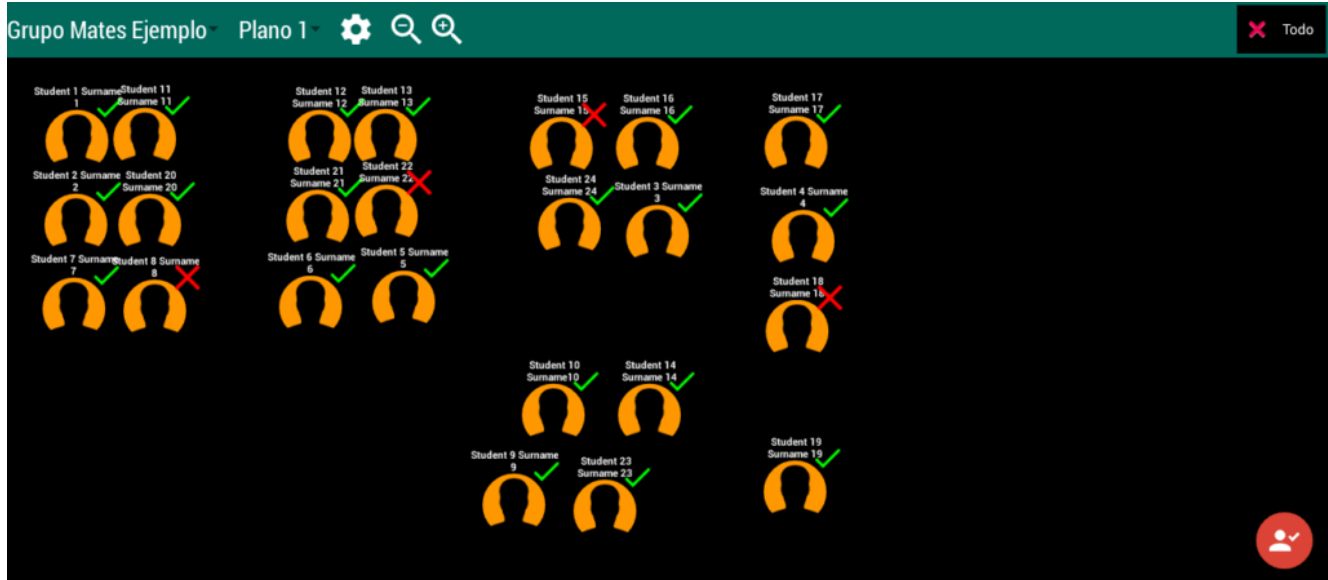 Grupo Mates Ejemplo
Plano 1
Todo
Student 1 Surname
1
Student 11
Surname 11
Student 12
Surname 12
Student 13
Surname 13
Student 15
Surname 15
Student 16
Surname 16
Student 17
Surname 17
Student 2 Surname
2
Student 20
Surname 20
Student 21
Surname 21
Student 22
Surname 22
Student 24
Surname 24
Student 3 Surname
3
Student 4 Surname
4
Student 7 Surname
7
Student 8 Surname
8
Student 6 Surname
6
Student 5 Surname
5
Student 18
Surname 18
Student 10
Surname10
Student 14
Surname 14
Student 9 Surname
9
Student 23
Surname 23
Student 19
Surname 19